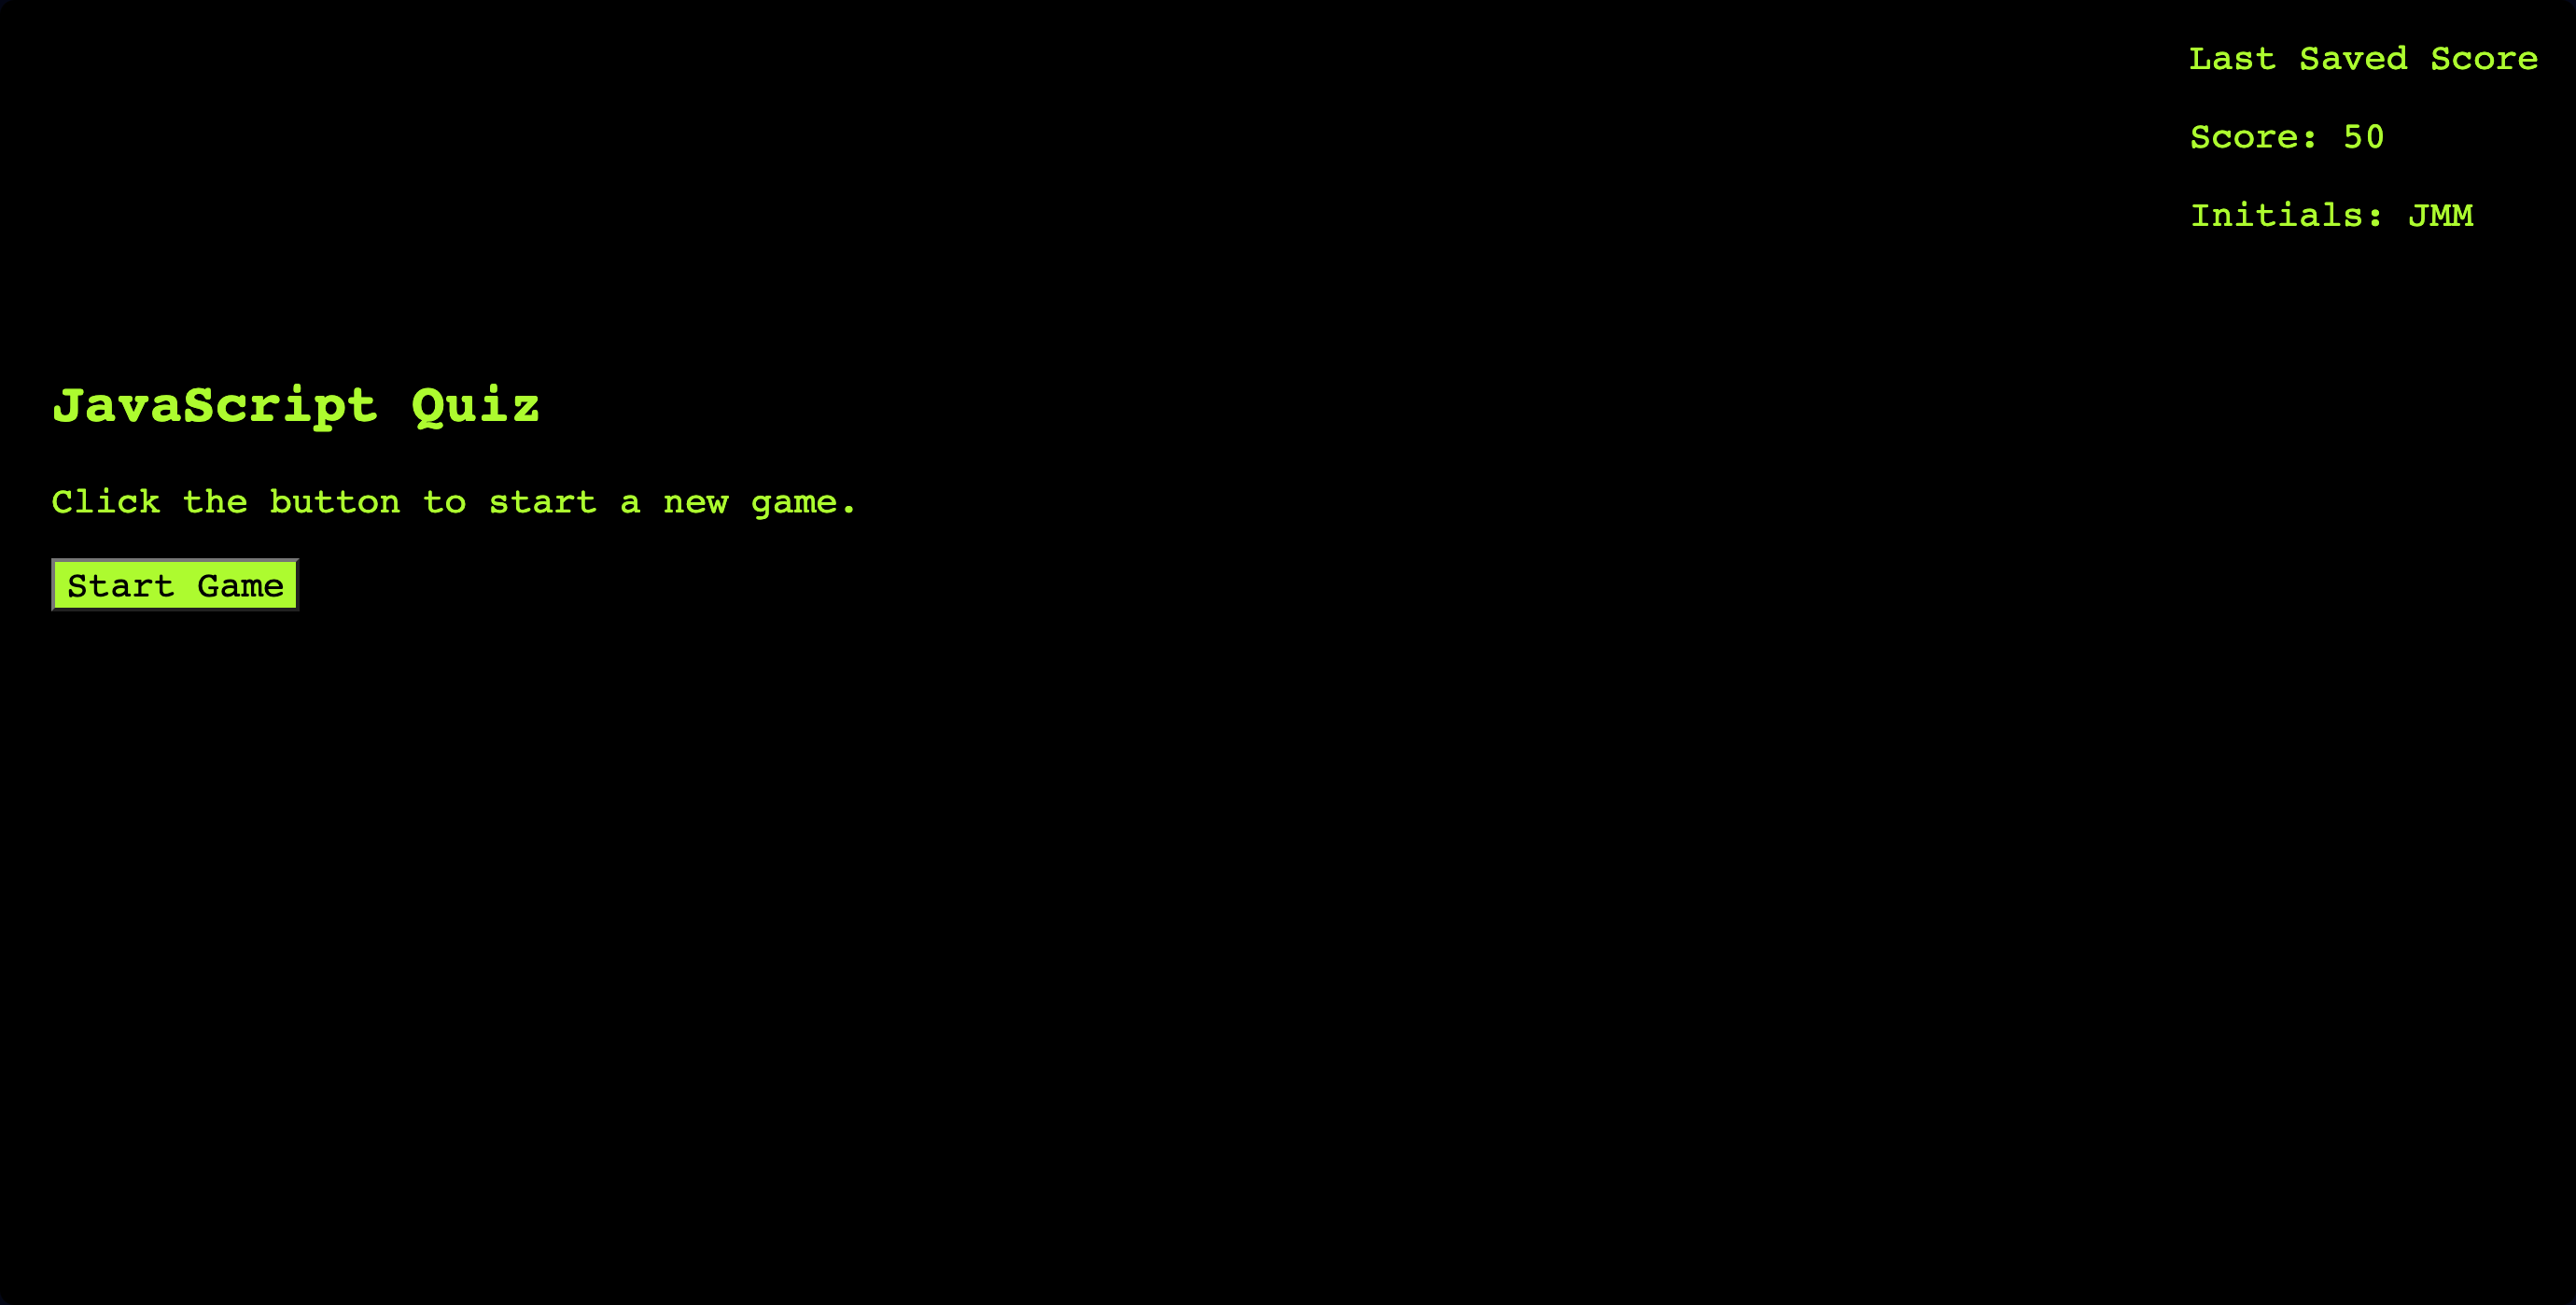 Last Saved Score
Score: 50
Initials: JMM
JavaScript Quiz
Click the button to start a new game.
Start Game